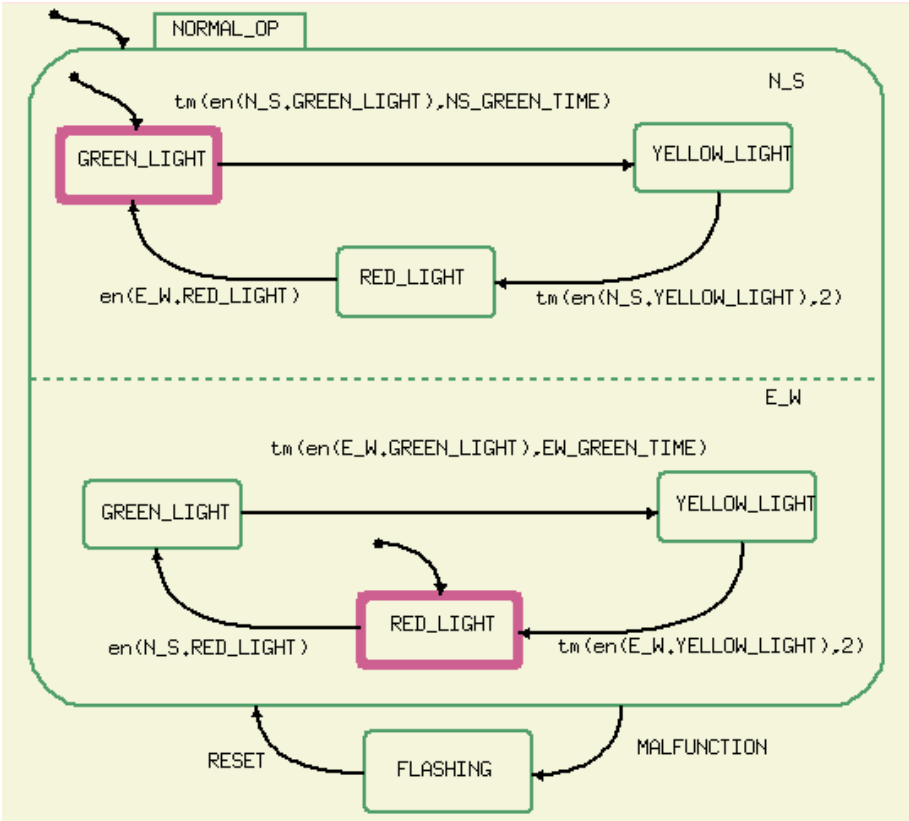 NORMAL_OP
N_S
tm(en(N_S.GREEN_LIGHT),NS_GREEN_TIME)
GREEN_LIGHT
YELLOW_LIGHT
RED_LIGHT
en(E_W.RED_LIGHT)
tm(en(N_S.YELLOW_LIGHT),2)
E_W
tm(en(E_W.GREEN_LIGHT),EW_GREEN_TIME)
GREEN_LIGHT
YELLOW_LIGHT
RED_LIGHT
en(N_S.RED_LIGHT)
tm(en(E_W.YELLOW_LIGHT),2)
RESET
MALFUNCTION
FLASHING